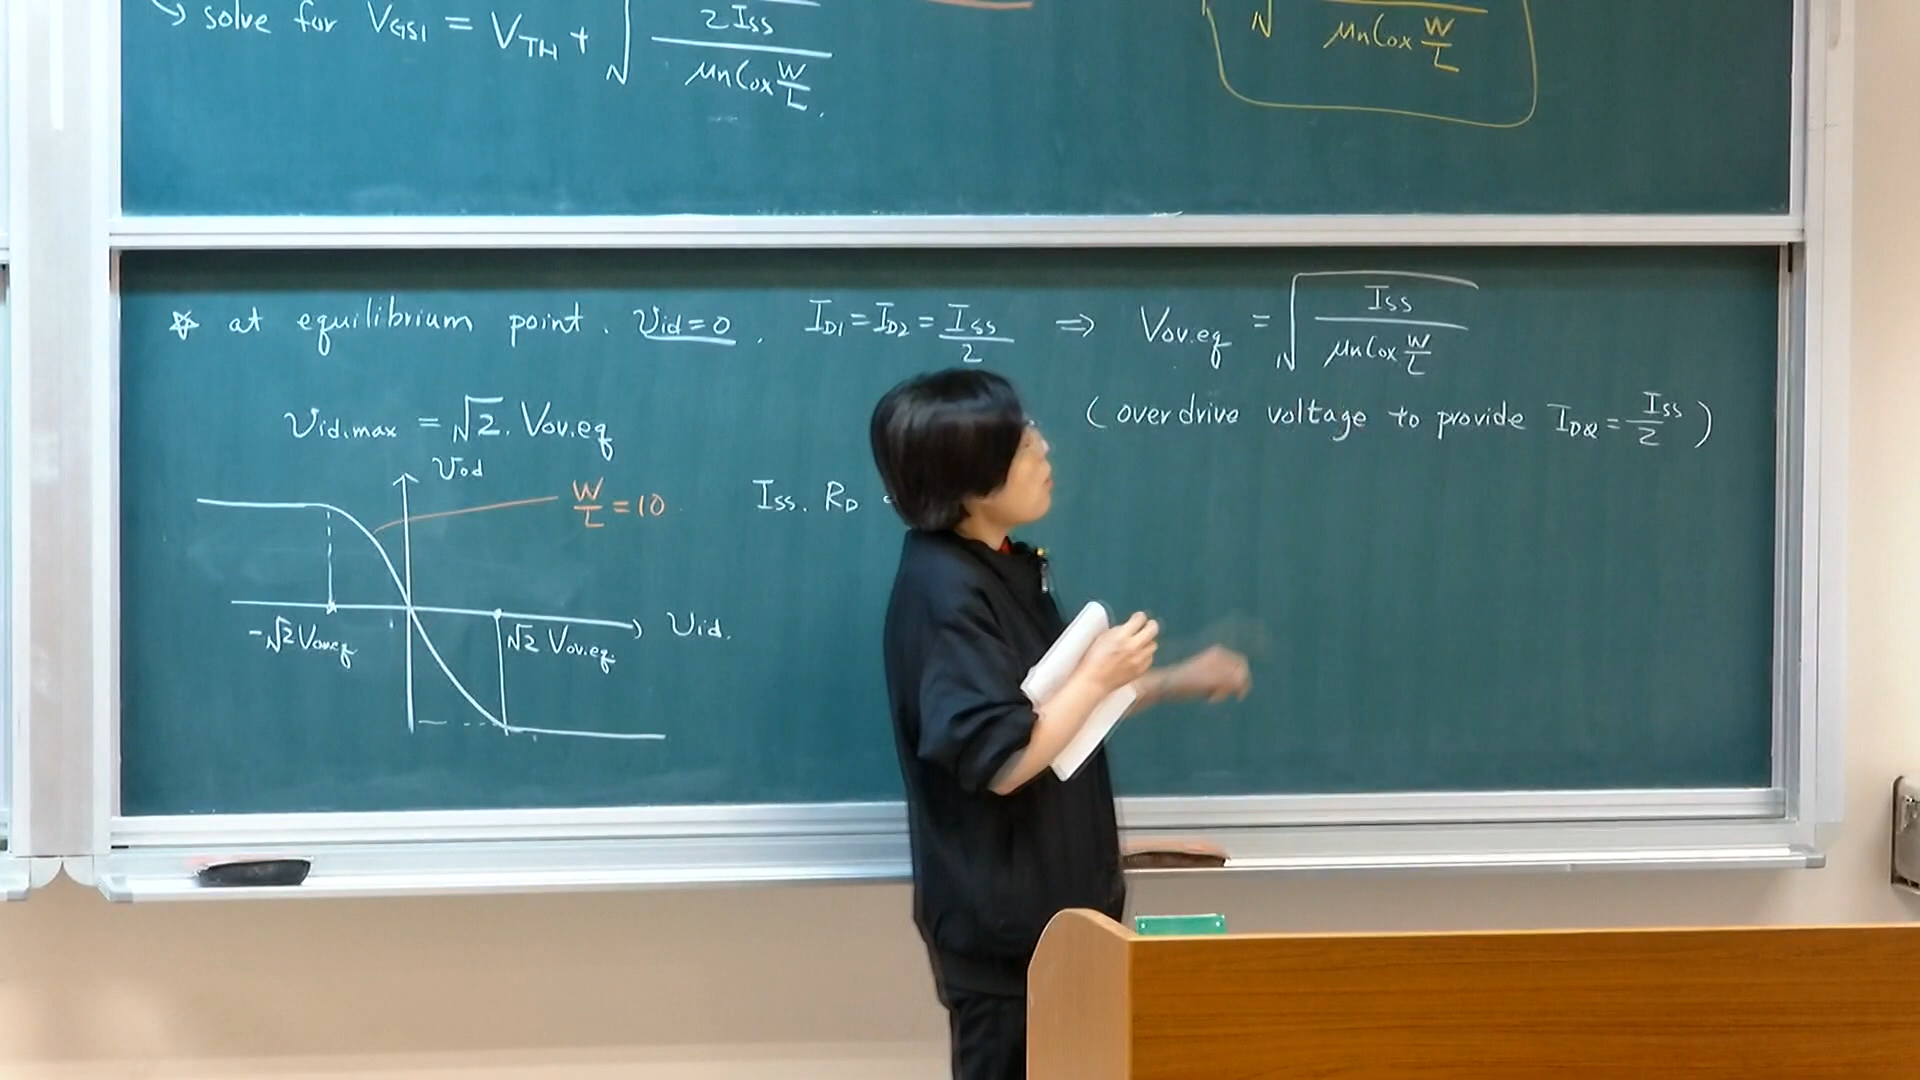 ↳ solve for VGS1 = VTH + √(2ISS / μnCox W/L).
√( / μnCox W/L)
☆ at equilibrium point. Vid=0. ID1=ID2=ISS/2 ⇒ Vov.eq = √(ISS / μnCox W/L)
(overdrive voltage to provide IDQ=ISS/2)
Vid.max = √2. Vov.eq
Vod
W/L = 10
ISS. RD
-√2 Vov.eq
√2 Vov.eq.
Vid.